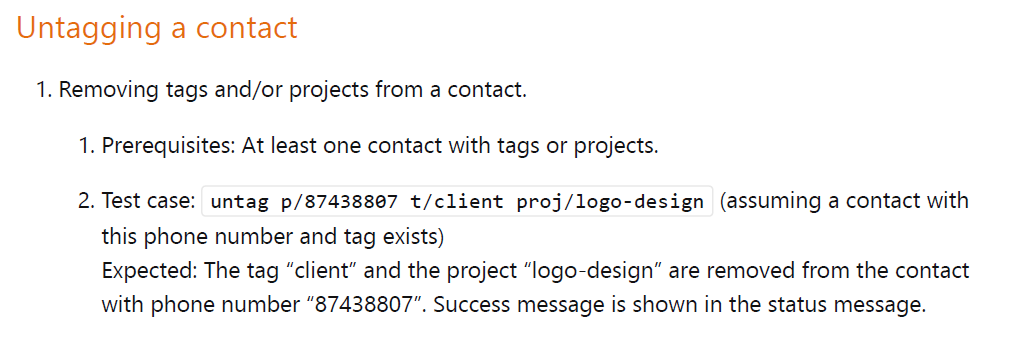 Untagging a contact
1. Removing tags and/or projects from a contact.
1. Prerequisites: At least one contact with tags or projects.
2. Test case: untag p/87438807 t/client proj/logo-design (assuming a contact with
this phone number and tag exists)
Expected: The tag “client” and the project “logo-design” are removed from the contact
with phone number “87438807”. Success message is shown in the status message.